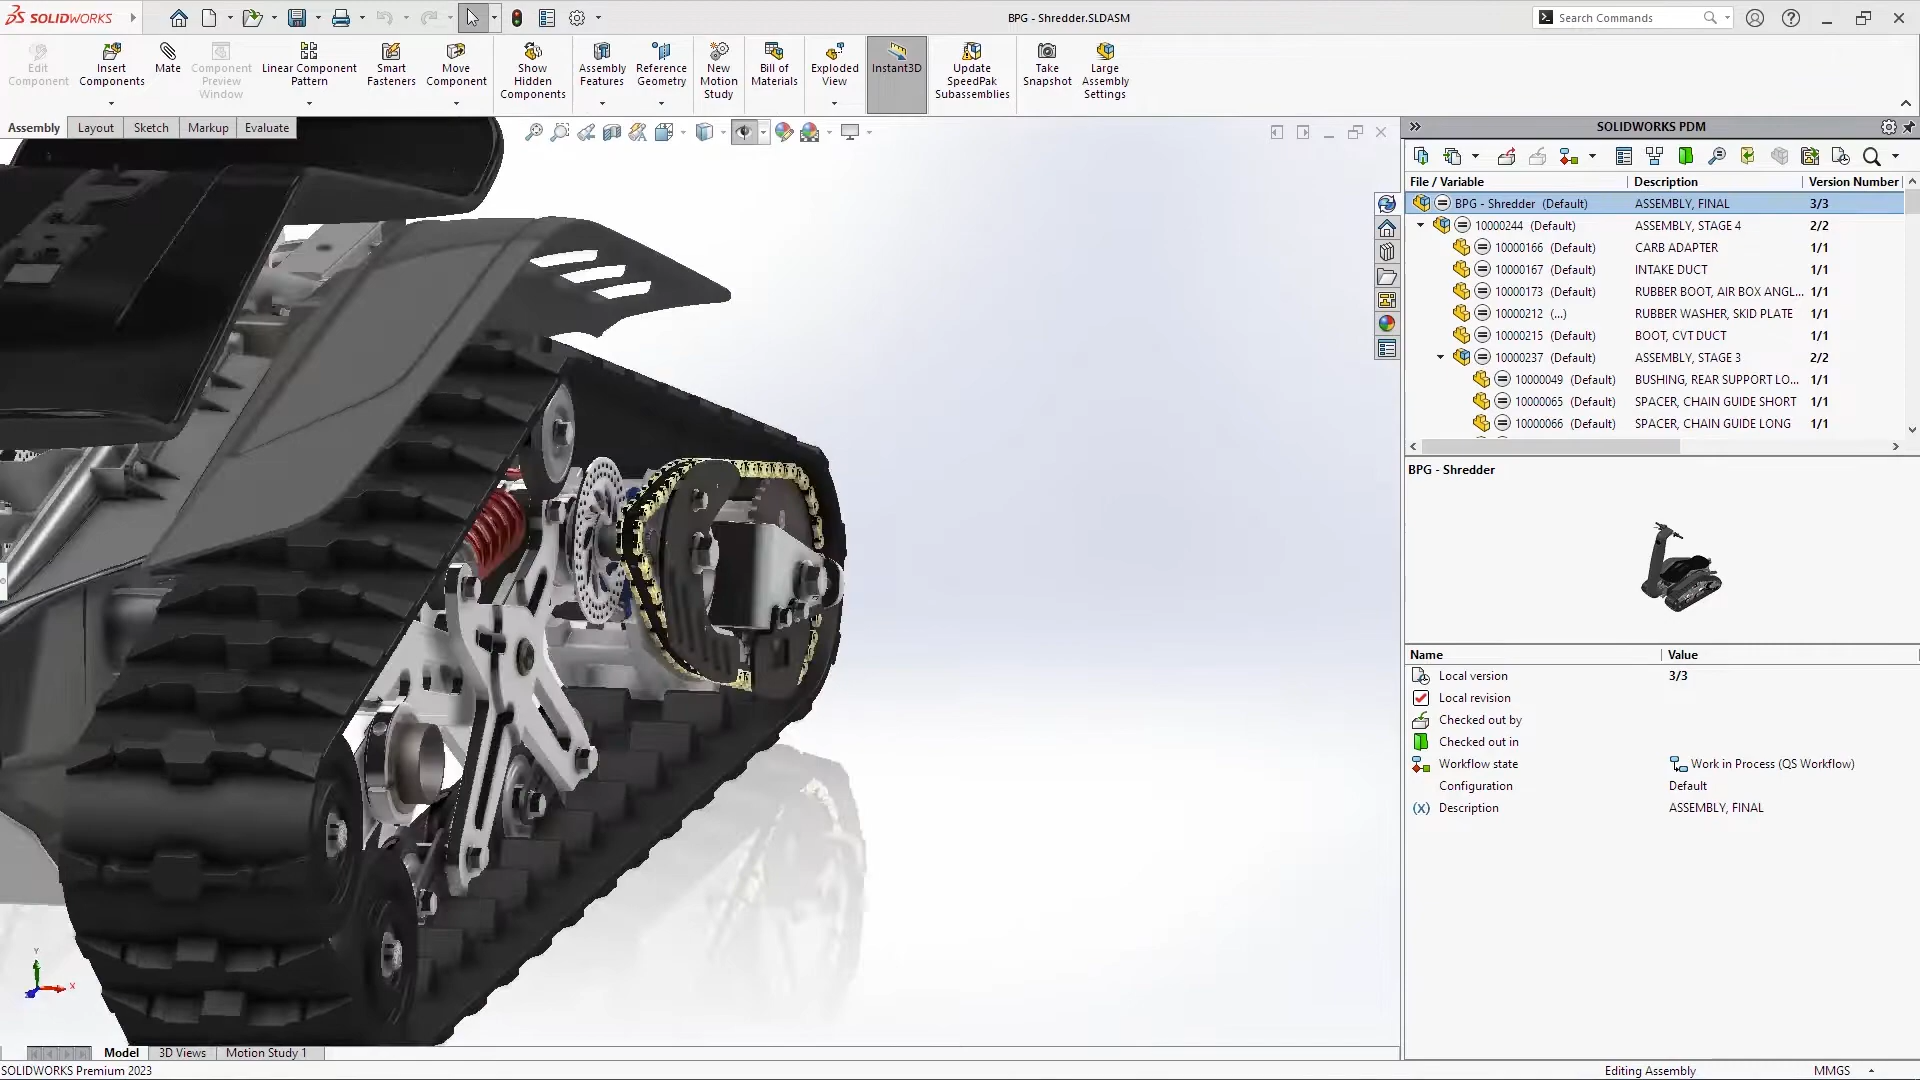 SOLIDWORKS
BPG - Shredder.SLDASM
Search Commands
Edit Component
Insert Components
Mate
Component Preview Window
Linear Component Pattern
Smart Fasteners
Move Component
Show Hidden Components
Assembly Features
Reference Geometry
New Motion Study
Bill of Materials
Exploded View
Instant3D
Update SpeedPak Subassemblies
Take Snapshot
Large Assembly Settings
Assembly Layout Sketch Markup Evaluate
SOLIDWORKS PDM
File / Variable Description Version Number
BPG - Shredder (Default) ASSEMBLY, FINAL 3/3
10000244 (Default) ASSEMBLY, STAGE 4 2/2
10000166 (Default) CARB ADAPTER 1/1
10000167 (Default) INTAKE DUCT 1/1
10000173 (Default) RUBBER BOOT, AIR BOX ANGL... 1/1
10000212 (...) RUBBER WASHER, SKID PLATE 1/1
10000215 (Default) BOOT, CVT DUCT 1/1
10000237 (Default) ASSEMBLY, STAGE 3 2/2
10000049 (Default) BUSHING, REAR SUPPORT LO... 1/1
10000065 (Default) SPACER, CHAIN GUIDE SHORT 1/1
10000066 (Default) SPACER, CHAIN GUIDE LONG 1/1
BPG - Shredder
Name Value
Local version 3/3
Local revision
Checked out by
Checked out in
Workflow state Work in Process (QS Workflow)
Configuration Default
(x) Description ASSEMBLY, FINAL
Y
X
Model 3D Views Motion Study 1
SOLIDWORKS Premium 2023
Editing Assembly
MMGS